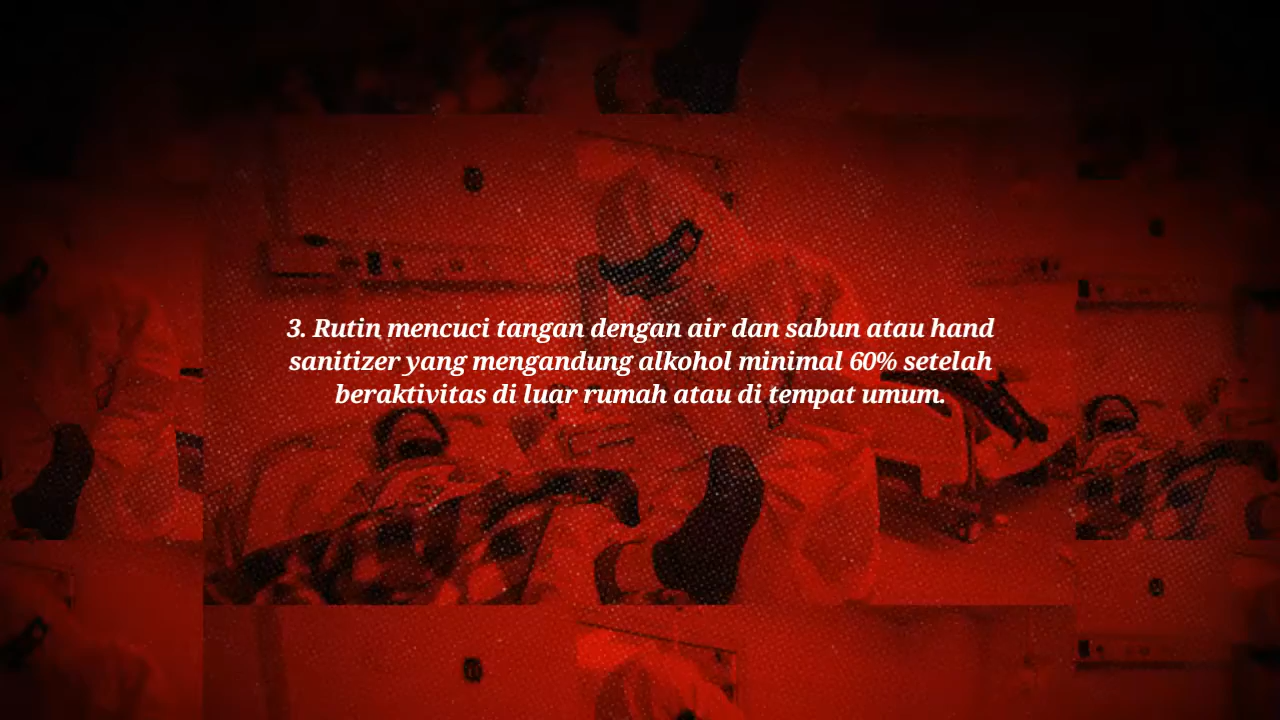 3. Rutin mencuci tangan dengan air dan sabun atau hand
sanitizer yang mengandung alkohol minimal 60% setelah
beraktivitas di luar rumah atau di tempat umum.